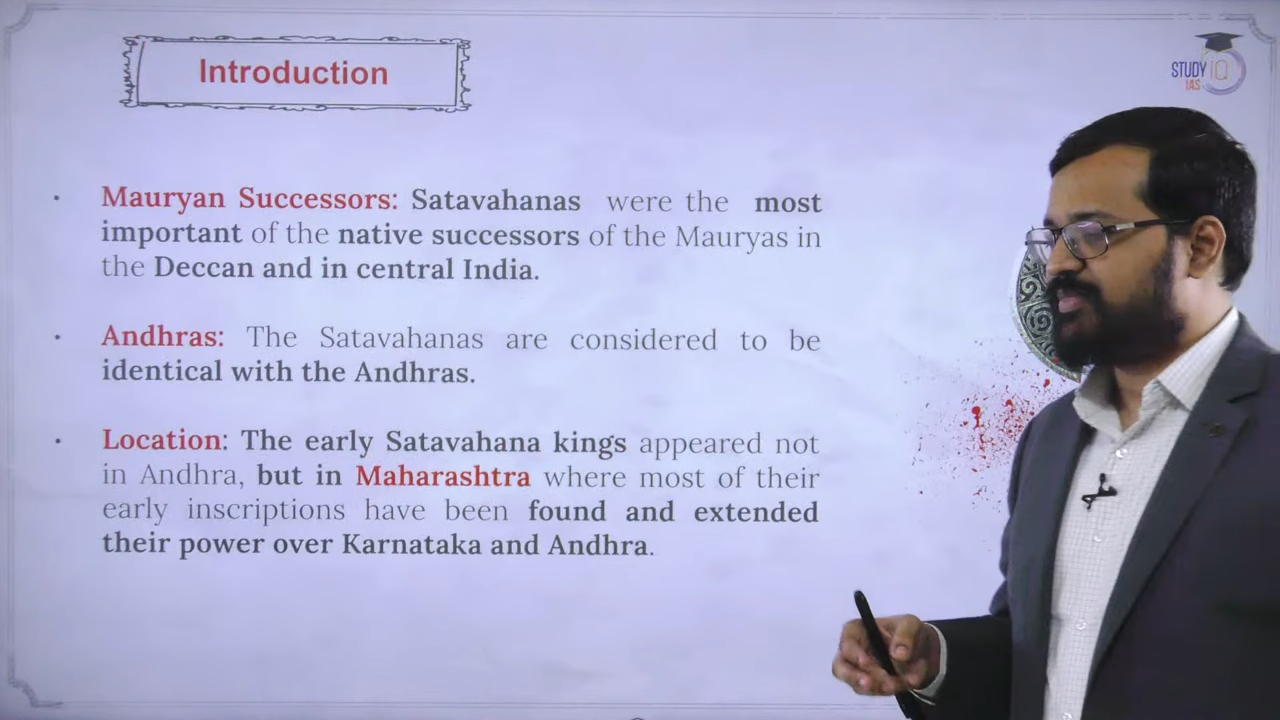 Introduction
STUDY IQ
IAS
• Mauryan Successors: Satavahanas were the most
important of the native successors of the Mauryas in
the Deccan and in central India.
• Andhras: The Satavahanas are considered to be
identical with the Andhras.
• Location: The early Satavahana kings appeared not
in Andhra, but in Maharashtra where most of their
early inscriptions have been found and extended
their power over Karnataka and Andhra.